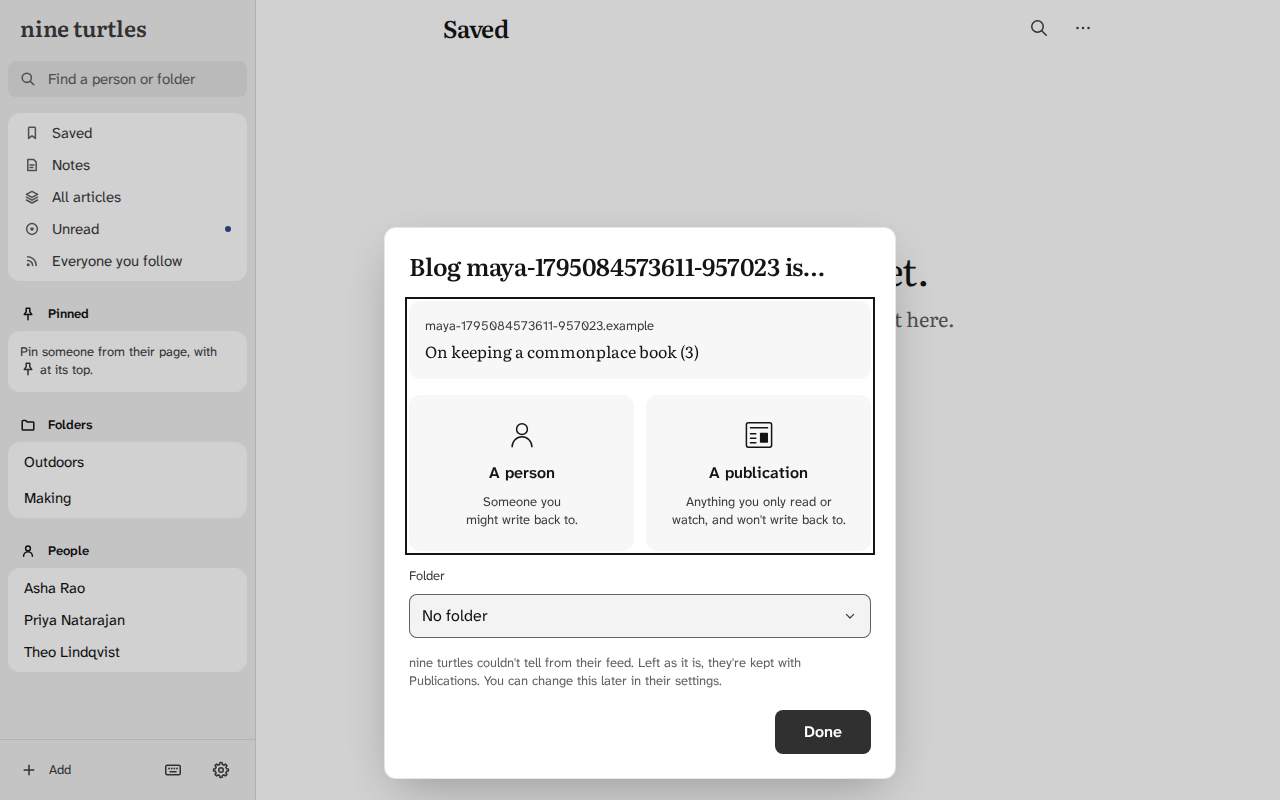 nine turtles
Find a person or folder
Saved
Notes
All articles
Unread
Everyone you follow
Pinned
Pin someone from their page, with
at its top.
Folders
Outdoors
Making
People
Asha Rao
Priya Natarajan
Theo Lindqvist
Add
Saved
et.
t here.
Blog maya-1795084573611-957023 is…
maya-1795084573611-957023.example
On keeping a commonplace book (3)
A person
Someone you
might write back to.
A publication
Anything you only read or
watch, and won't write back to.
Folder
No folder
nine turtles couldn't tell from their feed. Left as it is, they're kept with
Publications. You can change this later in their settings.
Done